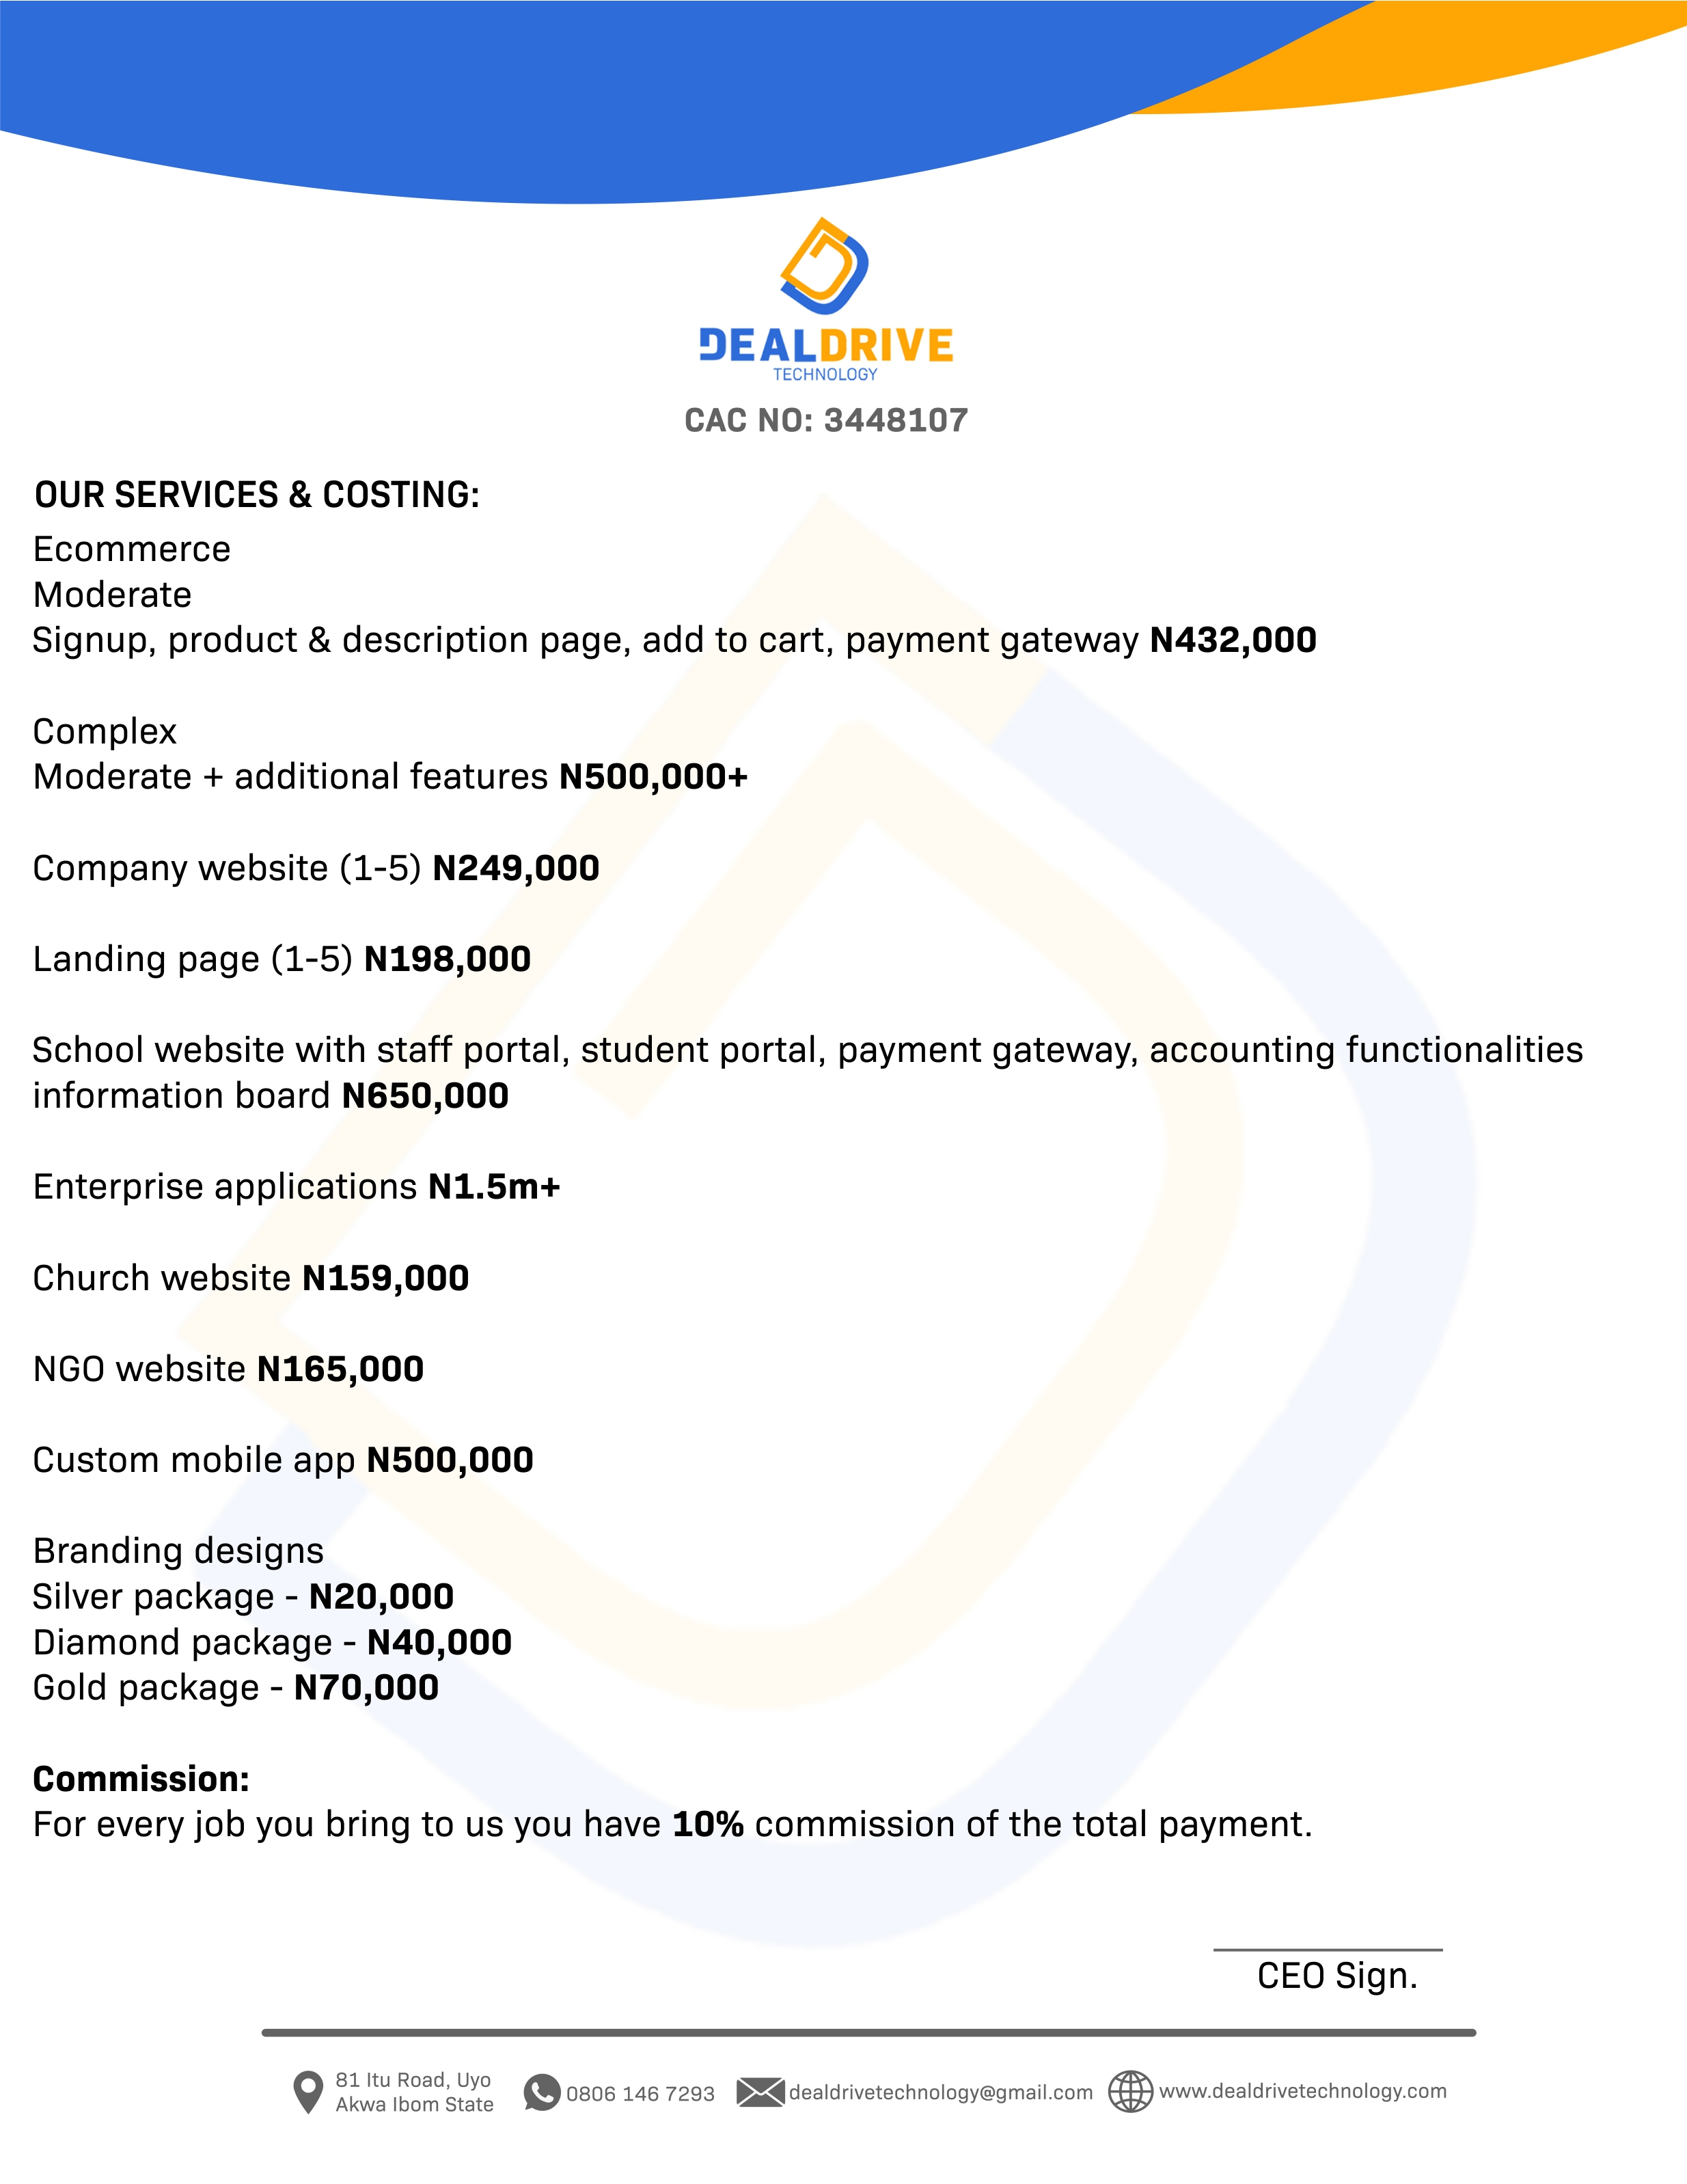 DEALDRIVE
TECHNOLOGY
CAC NO: 3448107
OUR SERVICES & COSTING:
Ecommerce
Moderate
Signup, product & description page, add to cart, payment gateway N432,000
Complex
Moderate + additional features N500,000+
Company website (1-5) N249,000
Landing page (1-5) N198,000
School website with staff portal, student portal, payment gateway, accounting functionalities
information board N650,000
Enterprise applications N1.5m+
Church website N159,000
NGO website N165,000
Custom mobile app N500,000
Branding designs
Silver package - N20,000
Diamond package - N40,000
Gold package - N70,000
Commission:
For every job you bring to us you have 10% commission of the total payment.
CEO Sign.
81 Itu Road, Uyo
Akwa Ibom State
0806 146 7293
dealdrivetechnology@gmail.com
www.dealdrivetechnology.com